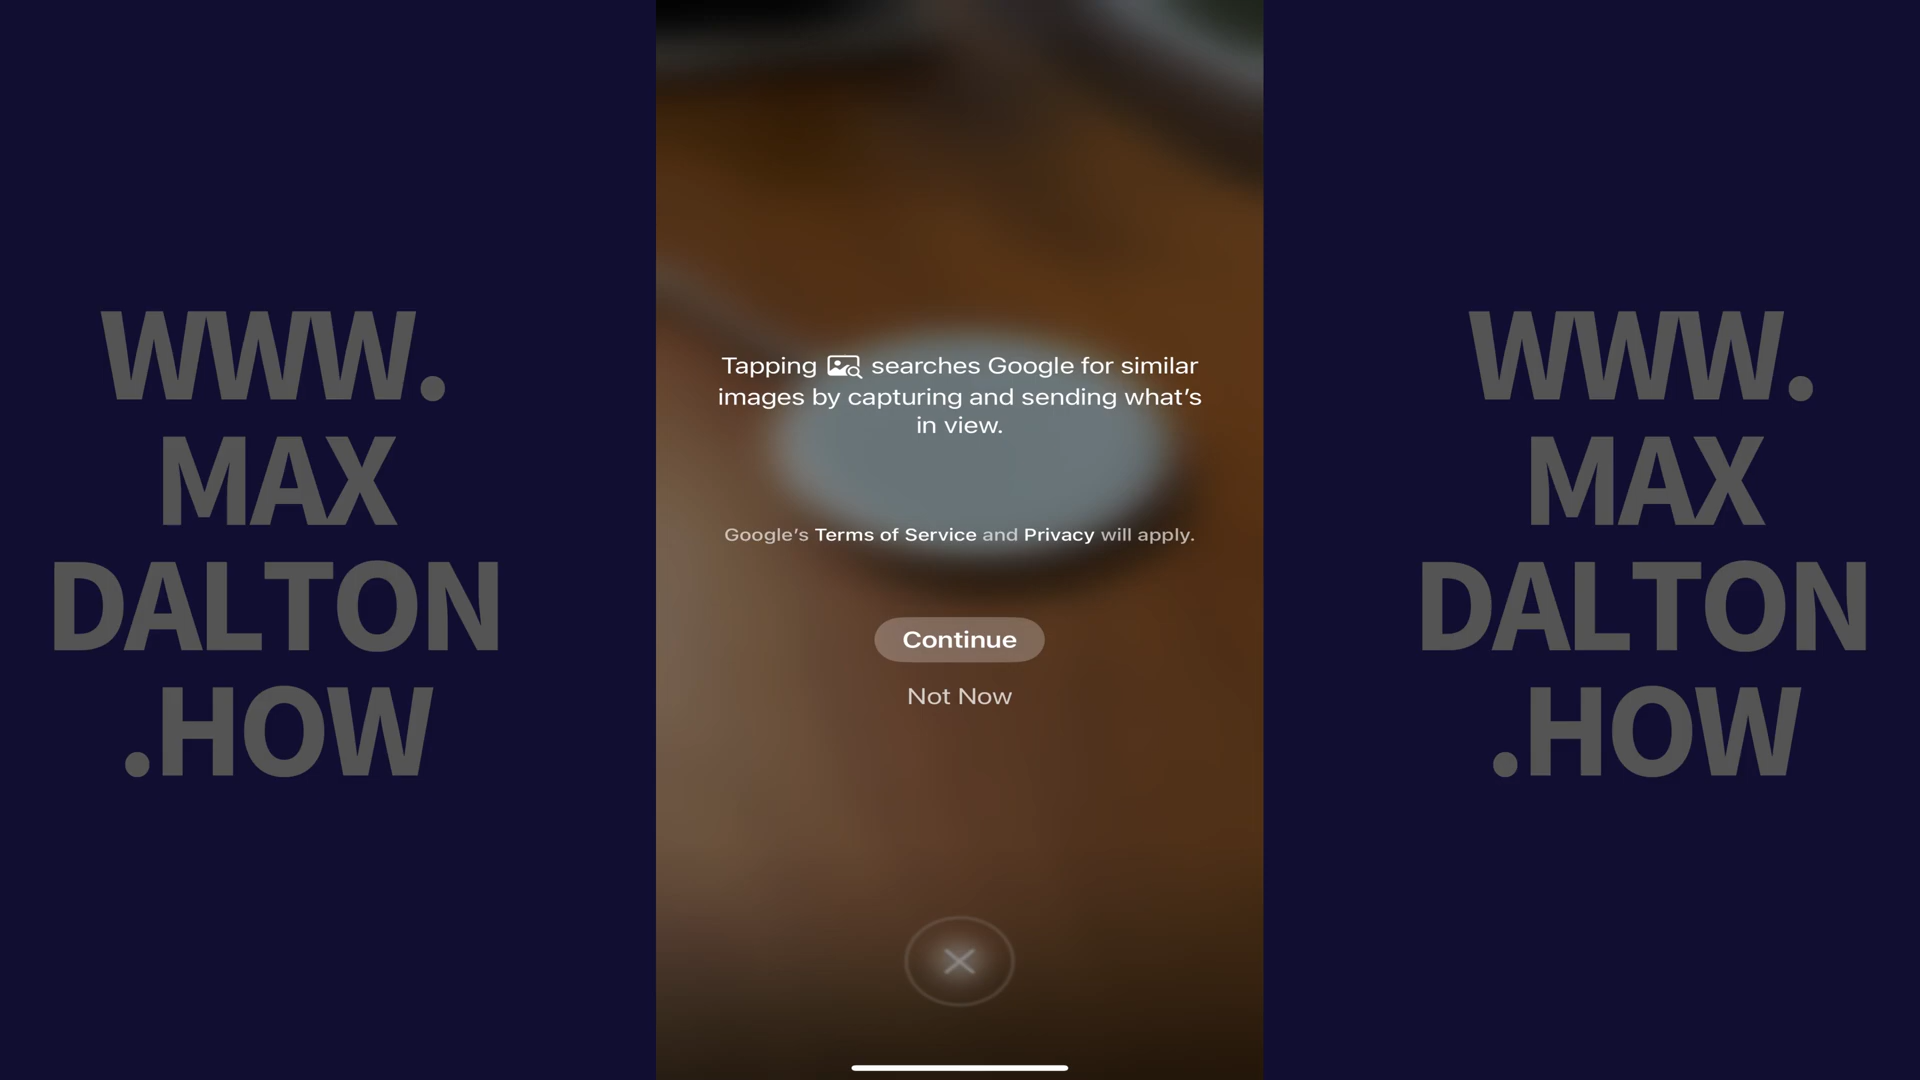 WWW.
MAX
DALTON
.HOW
Tapping searches Google for similar
images by capturing and sending what’s
in view.
Google’s Terms of Service and Privacy will apply.
Continue
Not Now
WWW.
MAX
DALTON
.HOW